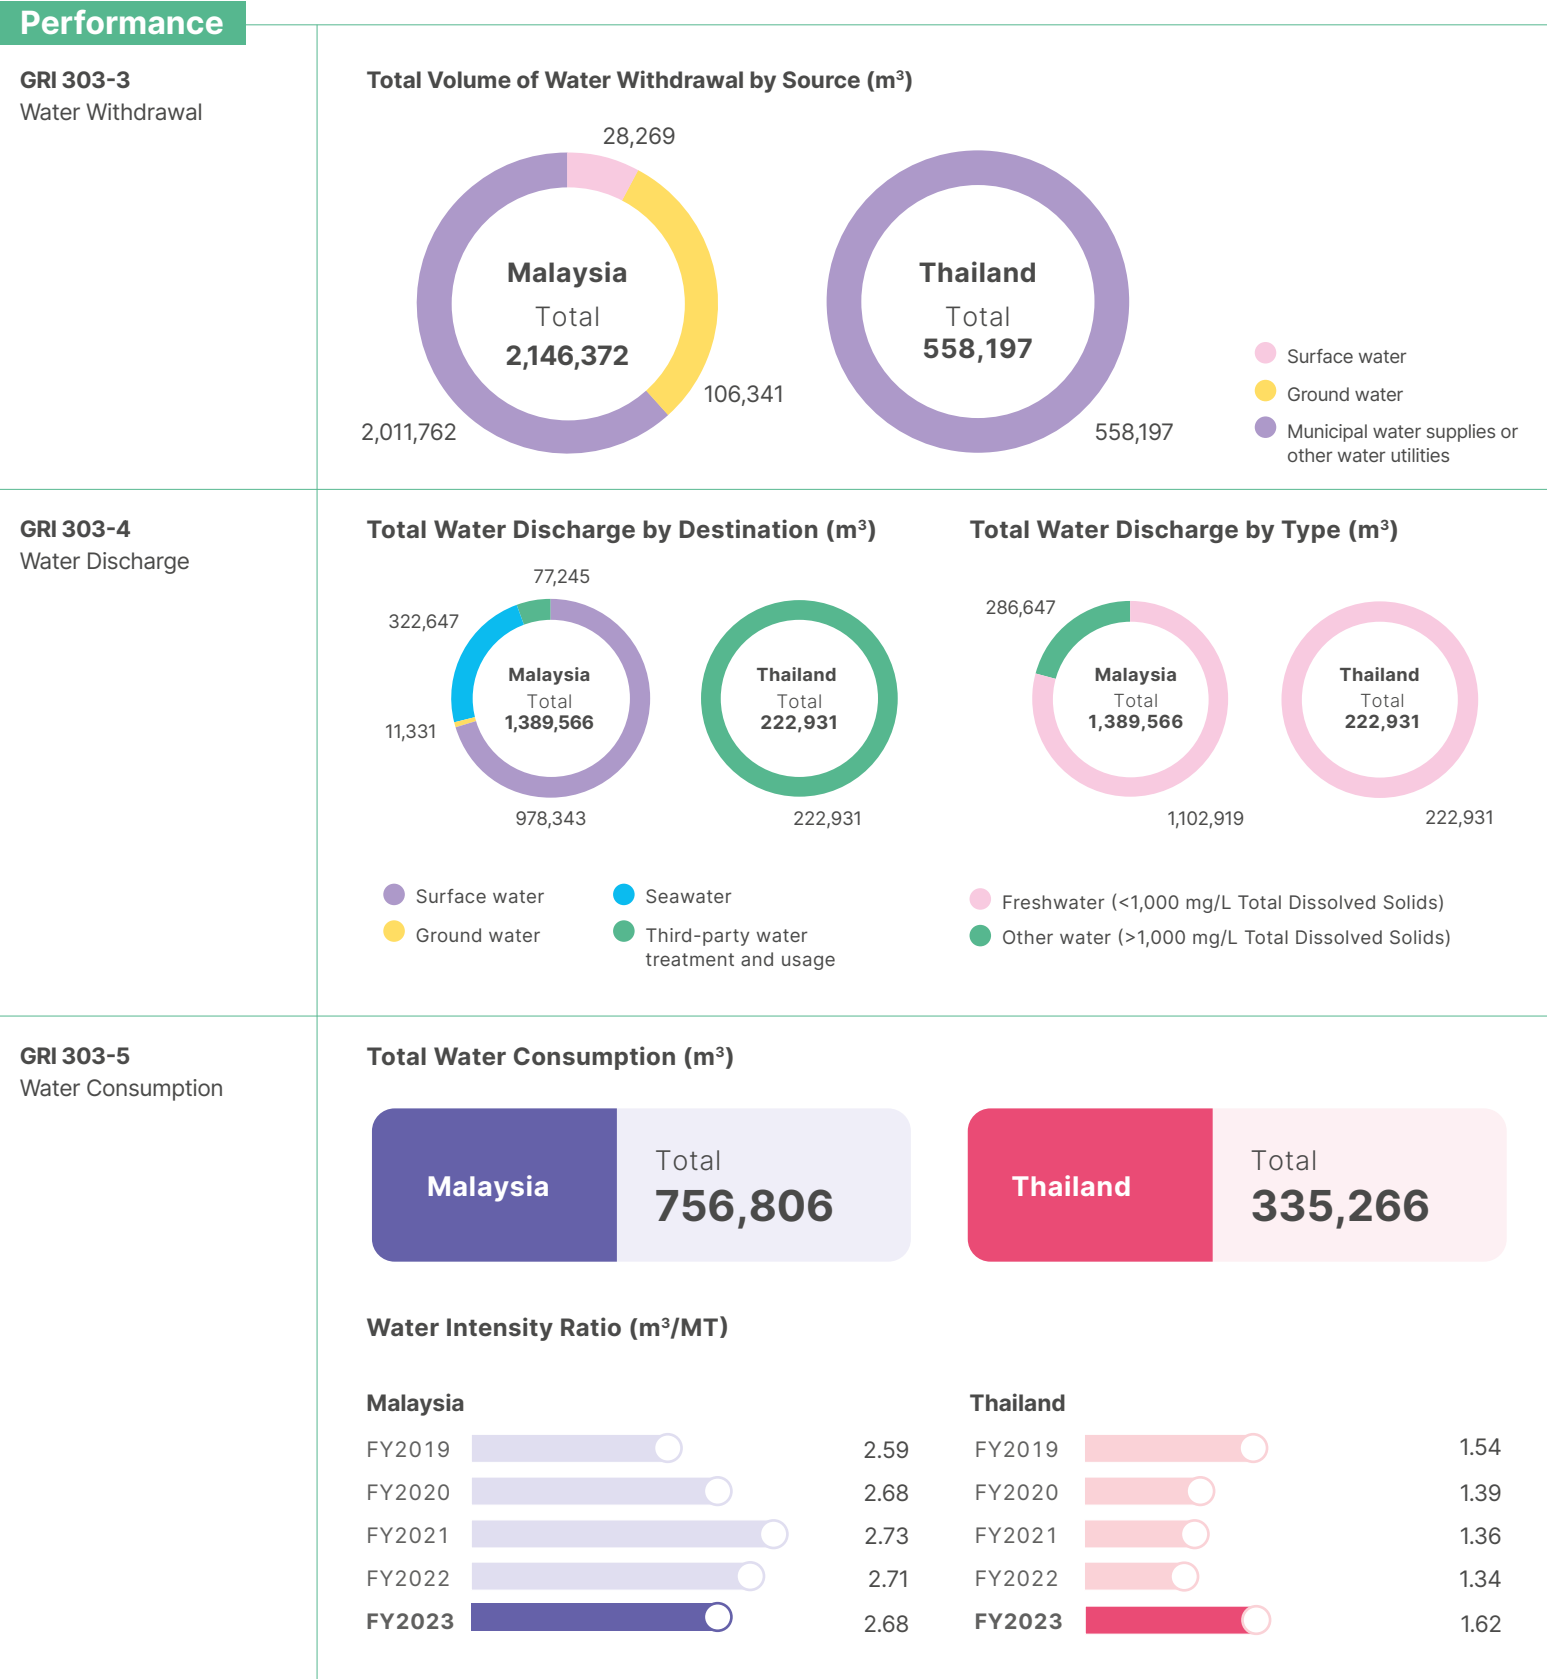 Performance
GRI 303-3
Water Withdrawal
Total Volume of Water Withdrawal by Source (m³)
28,269
Malaysia
Total
2,146,372
106,341
2,011,762
Thailand
Total
558,197
558,197
Surface water
Ground water
Municipal water supplies or
other water utilities
GRI 303-4
Water Discharge
Total Water Discharge by Destination (m³)
77,245
322,647
Malaysia
Total
1,389,566
11,331
978,343
Thailand
Total
222,931
222,931
Surface water
Ground water
Seawater
Third-party water
treatment and usage
Total Water Discharge by Type (m³)
286,647
Malaysia
Total
1,389,566
1,102,919
Thailand
Total
222,931
222,931
Freshwater (<1,000 mg/L Total Dissolved Solids)
Other water (>1,000 mg/L Total Dissolved Solids)
GRI 303-5
Water Consumption
Total Water Consumption (m³)
Malaysia
Total
756,806
Thailand
Total
335,266
Water Intensity Ratio (m³/MT)
Malaysia
FY2019 2.59
FY2020 2.68
FY2021 2.73
FY2022 2.71
FY2023 2.68
Thailand
FY2019 1.54
FY2020 1.39
FY2021 1.36
FY2022 1.34
FY2023 1.62